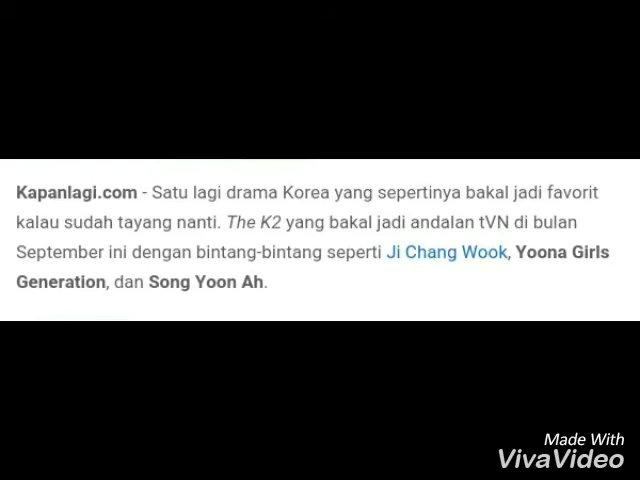 Kapanlagi.com - Satu lagi drama Korea yang sepertinya bakal jadi favorit
kalau sudah tayang nanti. The K2 yang bakal jadi andalan tVN di bulan
September ini dengan bintang-bintang seperti Ji Chang Wook, Yoona Girls
Generation, dan Song Yoon Ah.
Made With
VivaVideo